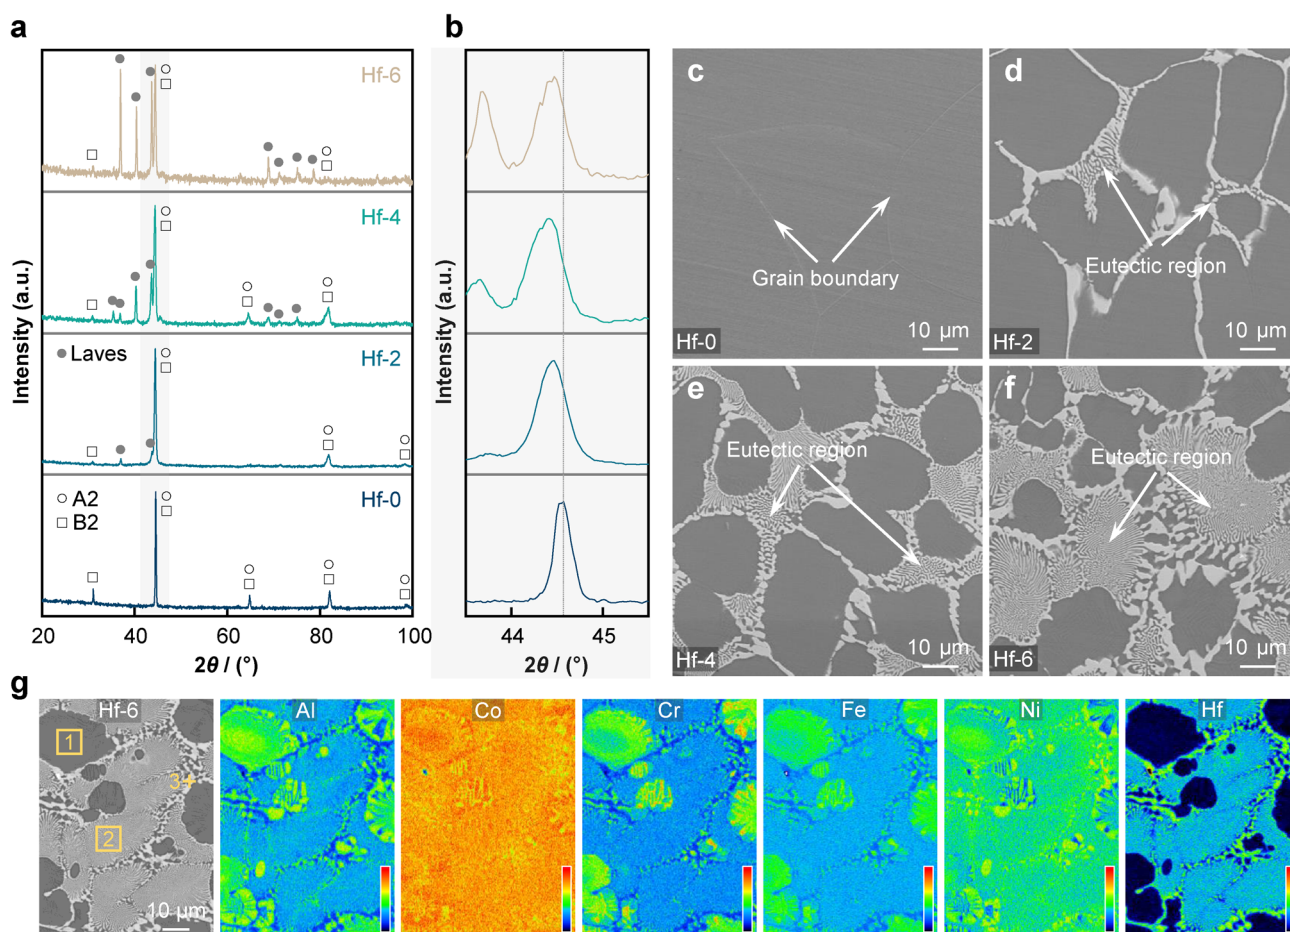 a
Hf-6
Hf-4
Hf-2
Hf-0
Laves
A2
B2
Intensity (a.u.)
20 40 60 80 100
2θ / (°)
b
Intensity (a.u.)
44 45
2θ / (°)
c
Grain boundary
Hf-0
10 μm
d
Eutectic region
Hf-2
10 μm
e
Eutectic region
Hf-4
10 μm
f
Eutectic region
Hf-6
10 μm
g
Hf-6
1
2
3+
10 μm
Al
Co
Cr
Fe
Ni
Hf